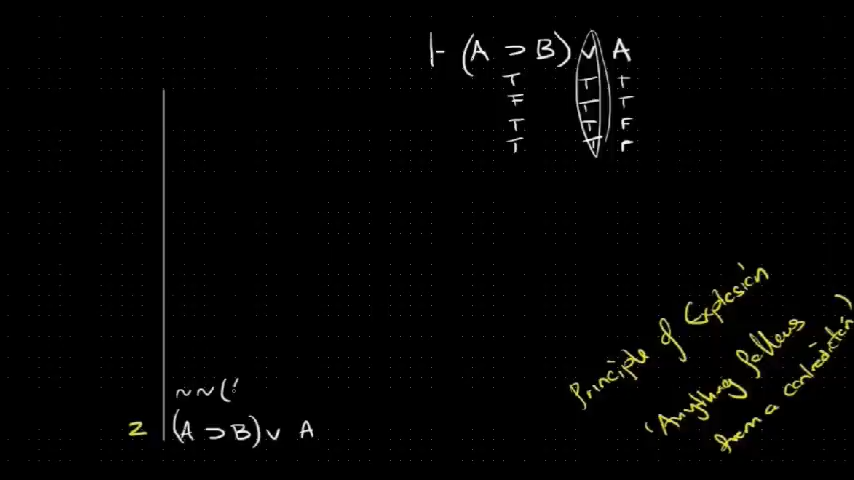 |- (A ⊃ B) ∨ A
T T T
F T T
T T F
T T F
~~(
2 (A ⊃ B) ∨ A
Principle of Explosion
(Anything follows
from a contradiction)